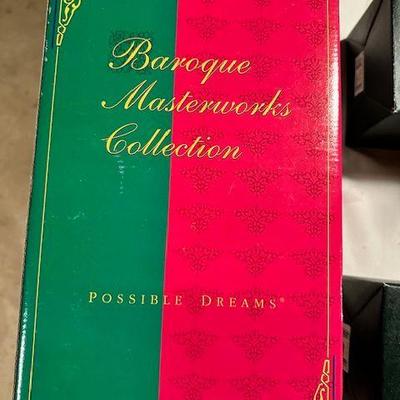 Baroque
Masterworks
Collection
POSSIBLE DREAMS®